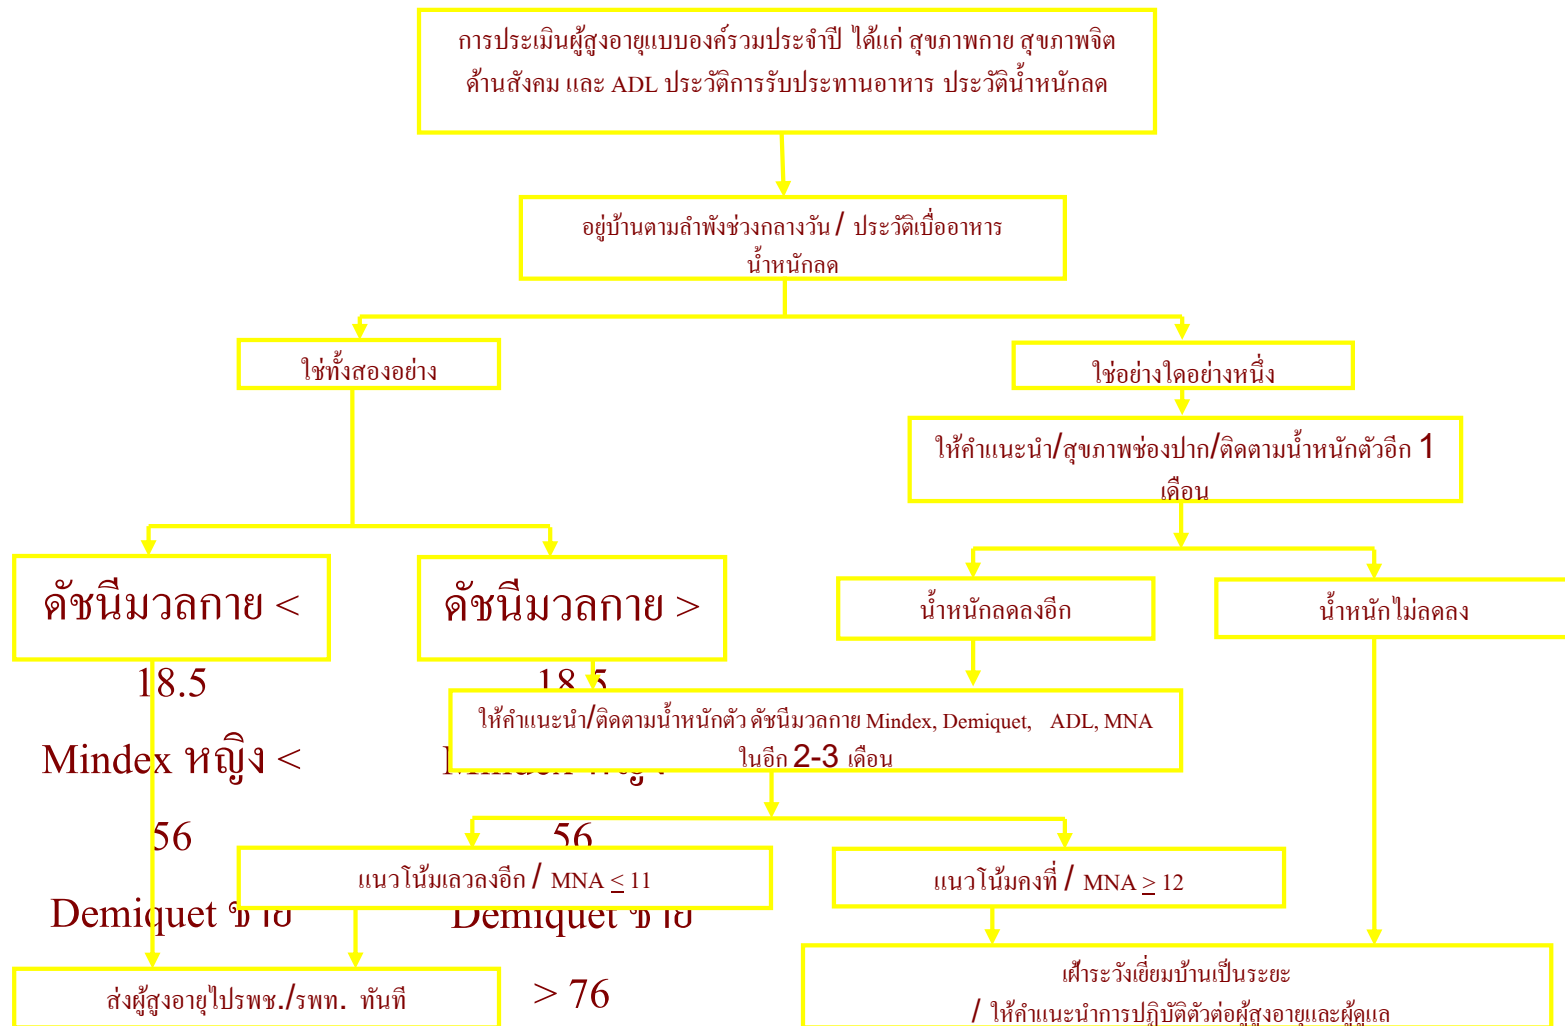 การประเมินผู้สูงอายุแบบองค์รวมประจำปี ได้แก่ สุขภาพกาย สุขภาพจิต
ด้านสังคม และ ADL ประวัติการรับประทานอาหาร ประวัติน้ำหนักลด
อยู่บ้านตามลำพังช่วงกลางวัน / ประวัติเบื่ออาหาร
น้ำหนักลด
ใช่ทั้งสองอย่าง
ใช่อย่างใดอย่างหนึ่ง
ให้คำแนะนำ/สุขภาพช่องปาก/ติดตามน้ำหนักตัวอีก 1
เดือน
ดัชนีมวลกาย <
18.5
Mindex หญิง <
56
Demiquet ชาย
ดัชนีมวลกาย >
18.5
56
Demiquet ชาย
> 76
น้ำหนักลดลงอีก
น้ำหนักไม่ลดลง
ให้คำแนะนำ/ติดตามน้ำหนักตัว ดัชนีมวลกาย Mindex, Demiquet, ADL, MNA
ในอีก 2-3 เดือน
แนวโน้มเลวลงอีก / MNA ≤ 11
แนวโน้มคงที่ / MNA ≥ 12
ส่งผู้สูงอายุไปรพช./รพท. ทันที
เฝ้าระวังเยี่ยมบ้านเป็นระยะ
/ ให้คำแนะนำการปฏิบัติตัวต่อผู้สูงอายุและผู้ดูแล